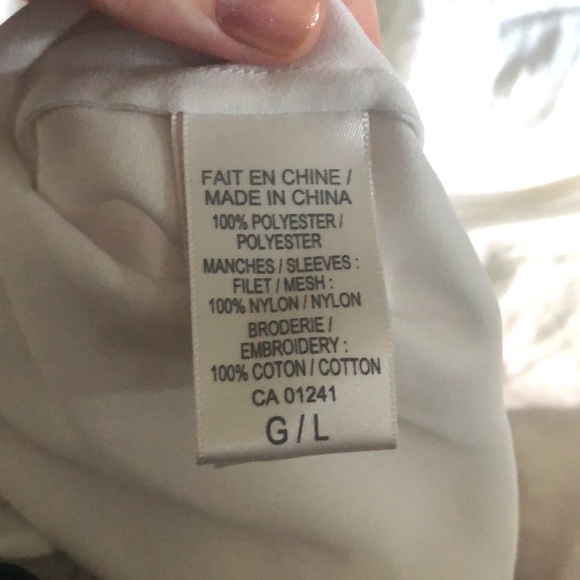 FAIT EN CHINE /
MADE IN CHINA
100% POLYESTER /
POLYESTER
MANCHES / SLEEVES :
FILET / MESH :
100% NYLON / NYLON
BRODERIE /
EMBROIDERY :
100% COTON / COTTON
CA 01241
G / L